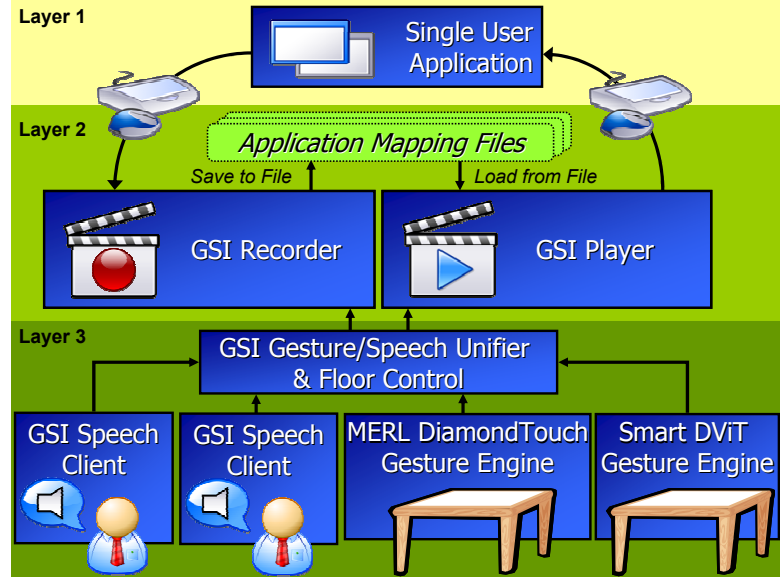 Layer 1
Single User
Application
Layer 2
Application Mapping Files
Save to File
Load from File
GSI Recorder
GSI Player
Layer 3
GSI Gesture/Speech Unifier
& Floor Control
GSI Speech
Client
GSI Speech
Client
MERL DiamondTouch
Gesture Engine
Smart DViT
Gesture Engine